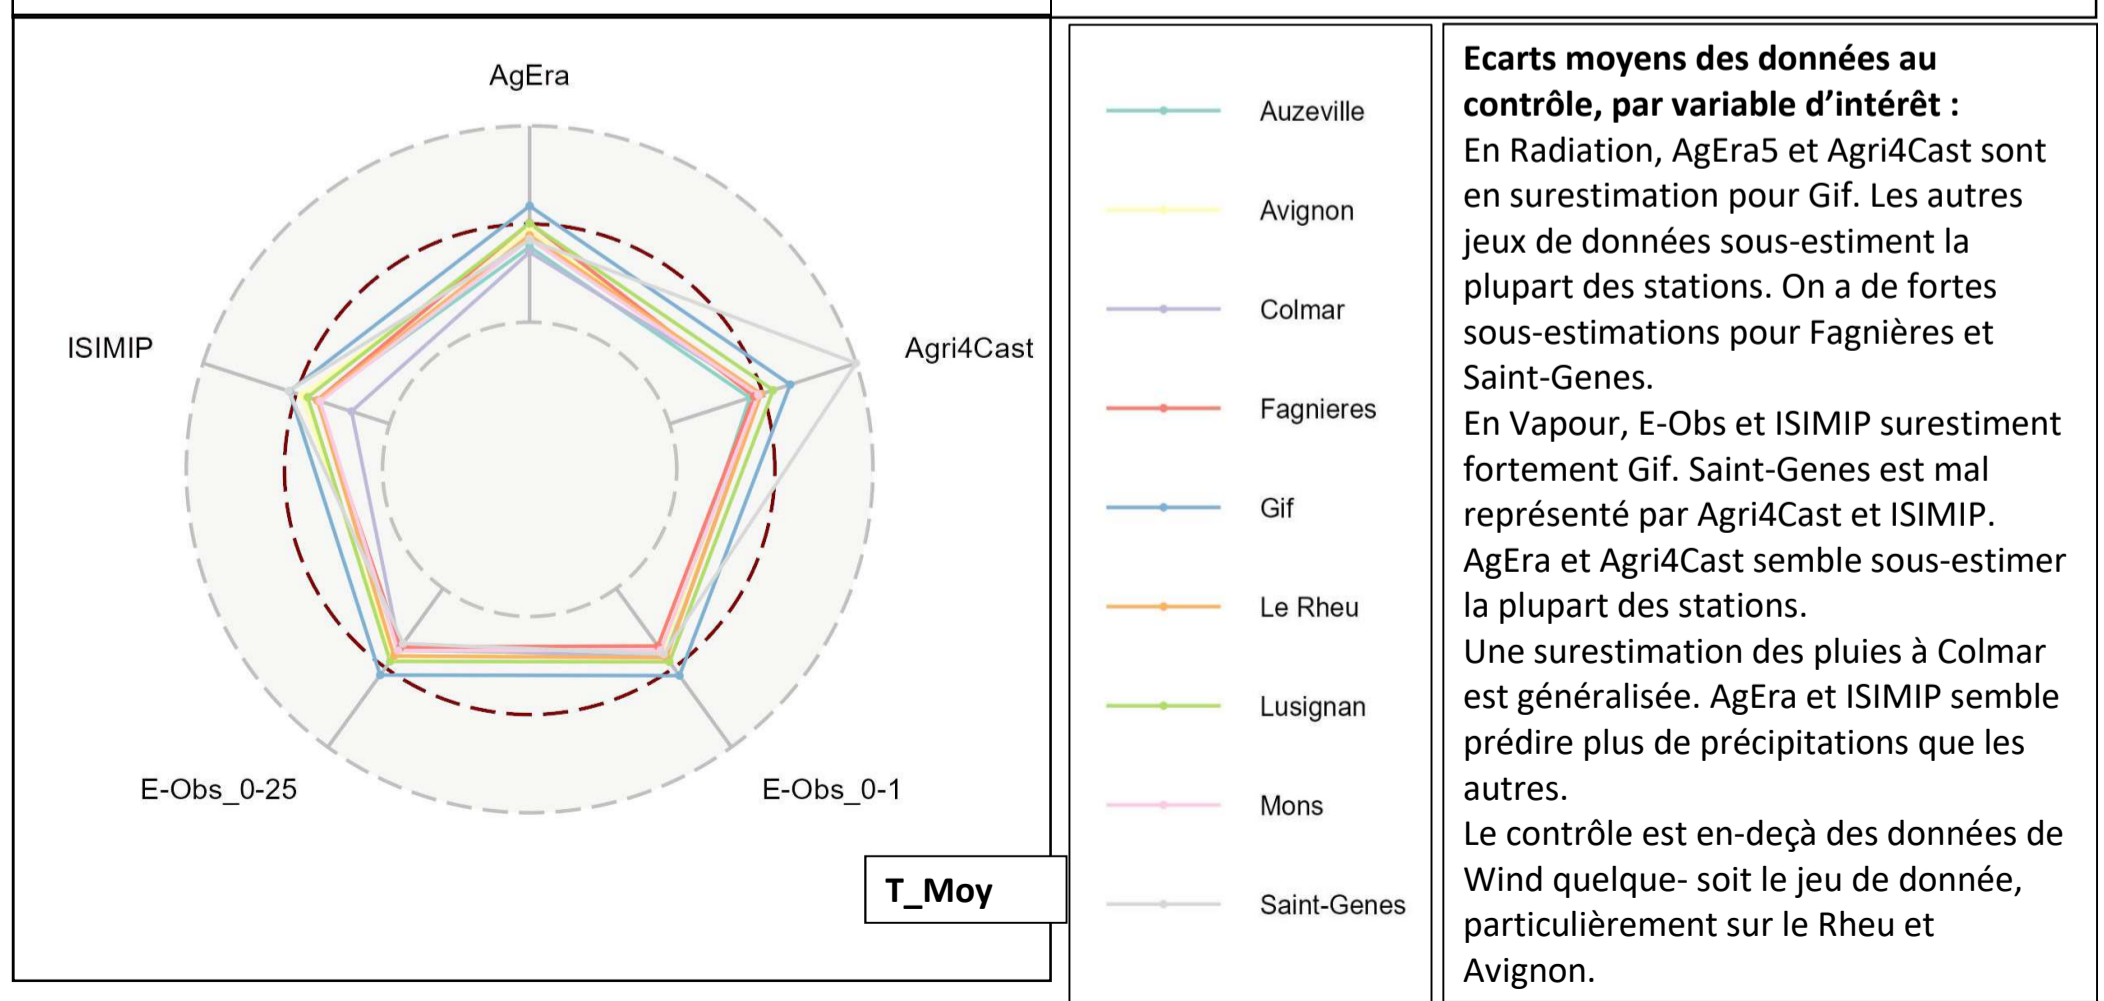 AgEra
Agri4Cast
ISIMIP
E-Obs_0-25
E-Obs_0-1
T_Moy
Auzeville
Avignon
Colmar
Fagnieres
Gif
Le Rheu
Lusignan
Mons
Saint-Genes
Ecarts moyens des données au
contrôle, par variable d’intérêt :
En Radiation, AgEra5 et Agri4Cast sont
en surestimation pour Gif. Les autres
jeux de données sous-estiment la
plupart des stations. On a de fortes
sous-estimations pour Fagnières et
Saint-Genes.
En Vapour, E-Obs et ISIMIP surestiment
fortement Gif. Saint-Genes est mal
représenté par Agri4Cast et ISIMIP.
AgEra et Agri4Cast semble sous-estimer
la plupart des stations.
Une surestimation des pluies à Colmar
est généralisée. AgEra et ISIMIP semble
prédire plus de précipitations que les
autres.
Le contrôle est en-deçà des données de
Wind quelque- soit le jeu de donnée,
particulièrement sur le Rheu et
Avignon.